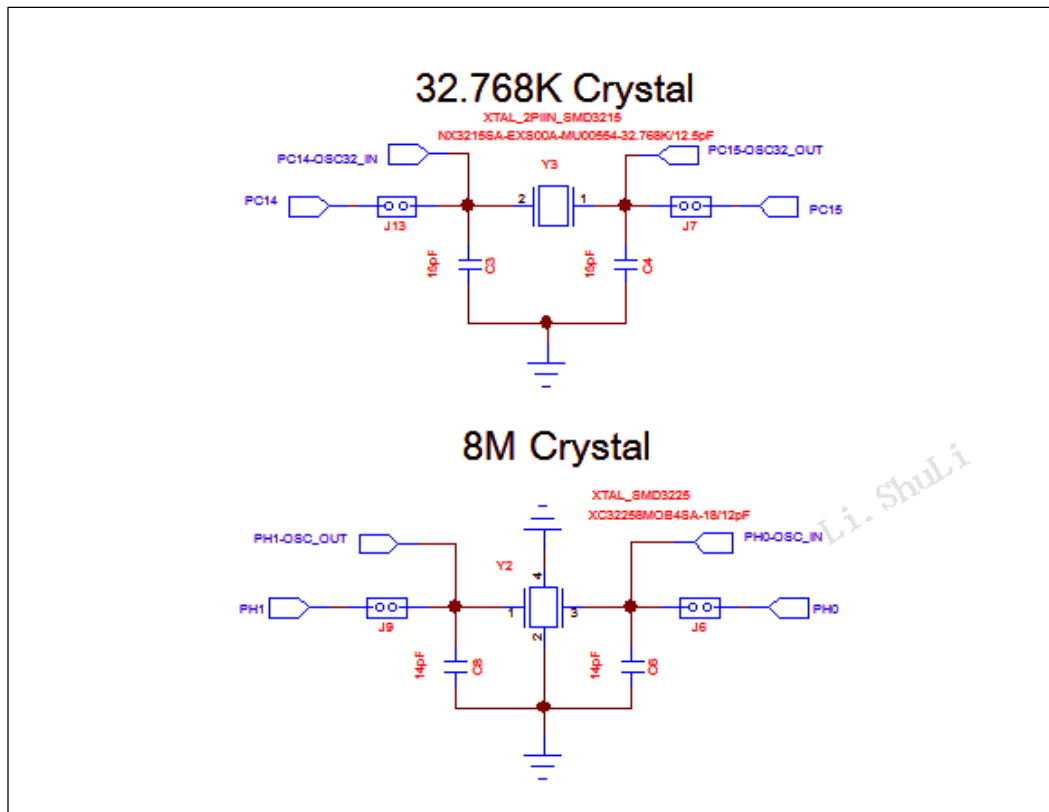 32.768K Crystal
XTAL_2PIIN_SMD3215
NX3215SA-EXS00A-MU00554-32.768K/12.5pF
PC14-OSC32_IN
PC15-OSC32_OUT
Y3
PC14
2
1
PC15
J13
J7
15pF
C3
15pF
C4
8M Crystal
XTAL_SMD3225
XC32258MOB4SA-18/12pF
Li.ShuLi
PH1-OSC_OUT
PH0-OSC_IN
Y2
4
PH1
1
3
PH0
J9
J6
2
14pF
C8
14pF
C6